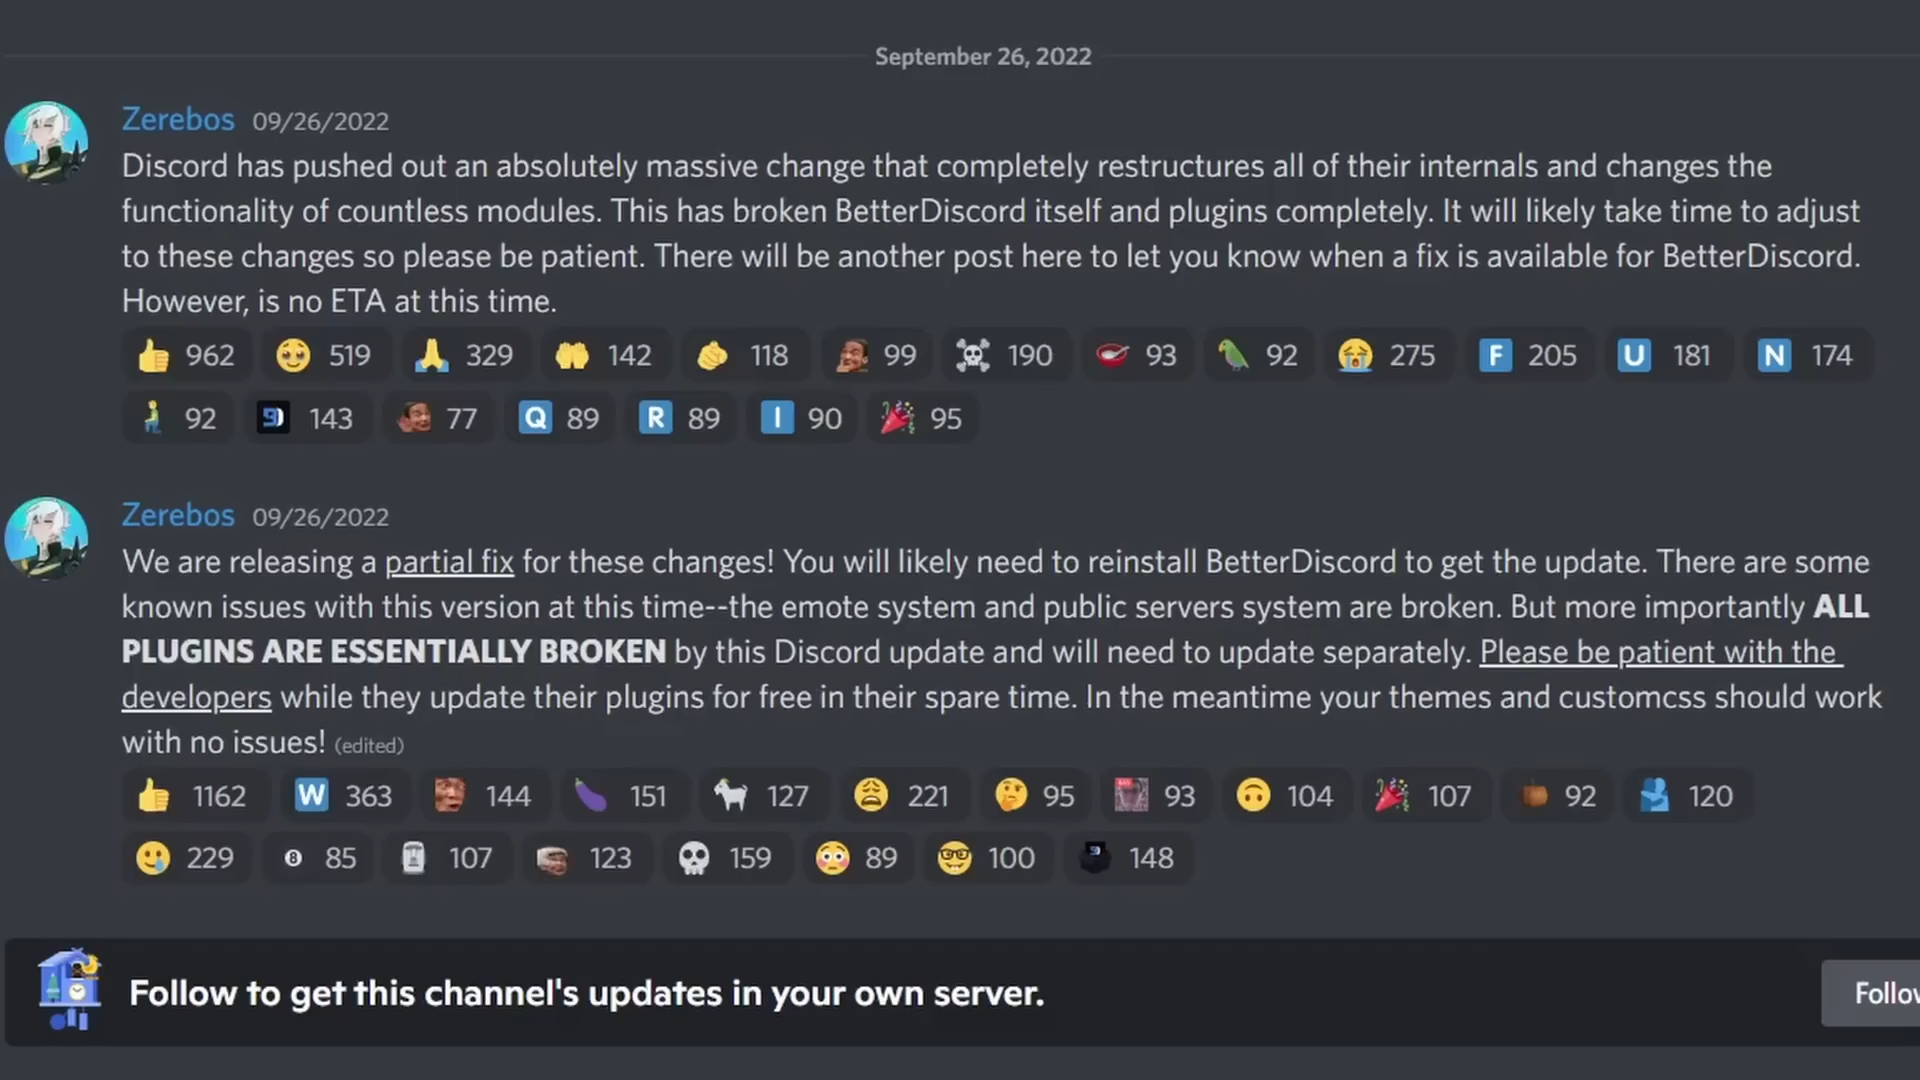 September 26, 2022
Zerebos 09/26/2022
Discord has pushed out an absolutely massive change that completely restructures all of their internals and changes the
functionality of countless modules. This has broken BetterDiscord itself and plugins completely. It will likely take time to adjust
to these changes so please be patient. There will be another post here to let you know when a fix is available for BetterDiscord.
However, is no ETA at this time.
962 519 329 142 118 99 190 93 92 275 F 205 U 181 N 174
92 143 77 Q 89 R 89 I 90 95
Zerebos 09/26/2022
We are releasing a partial fix for these changes! You will likely need to reinstall BetterDiscord to get the update. There are some
known issues with this version at this time--the emote system and public servers system are broken. But more importantly ALL
PLUGINS ARE ESSENTIALLY BROKEN by this Discord update and will need to update separately. Please be patient with the
developers while they update their plugins for free in their spare time. In the meantime your themes and customcss should work
with no issues! (edited)
1162 W 363 144 151 127 221 95 93 104 107 92 120
229 8 85 107 123 159 89 100 148
Follow to get this channel's updates in your own server.
Follow